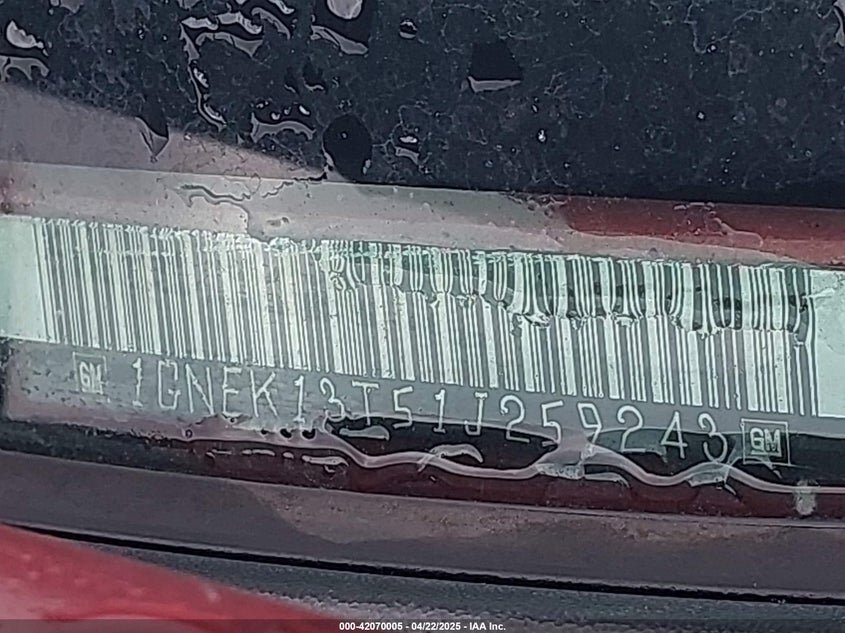 GM 1GNEK13T51J259243 GM
000-42070005 - 04/22/2025 - IAA Inc.